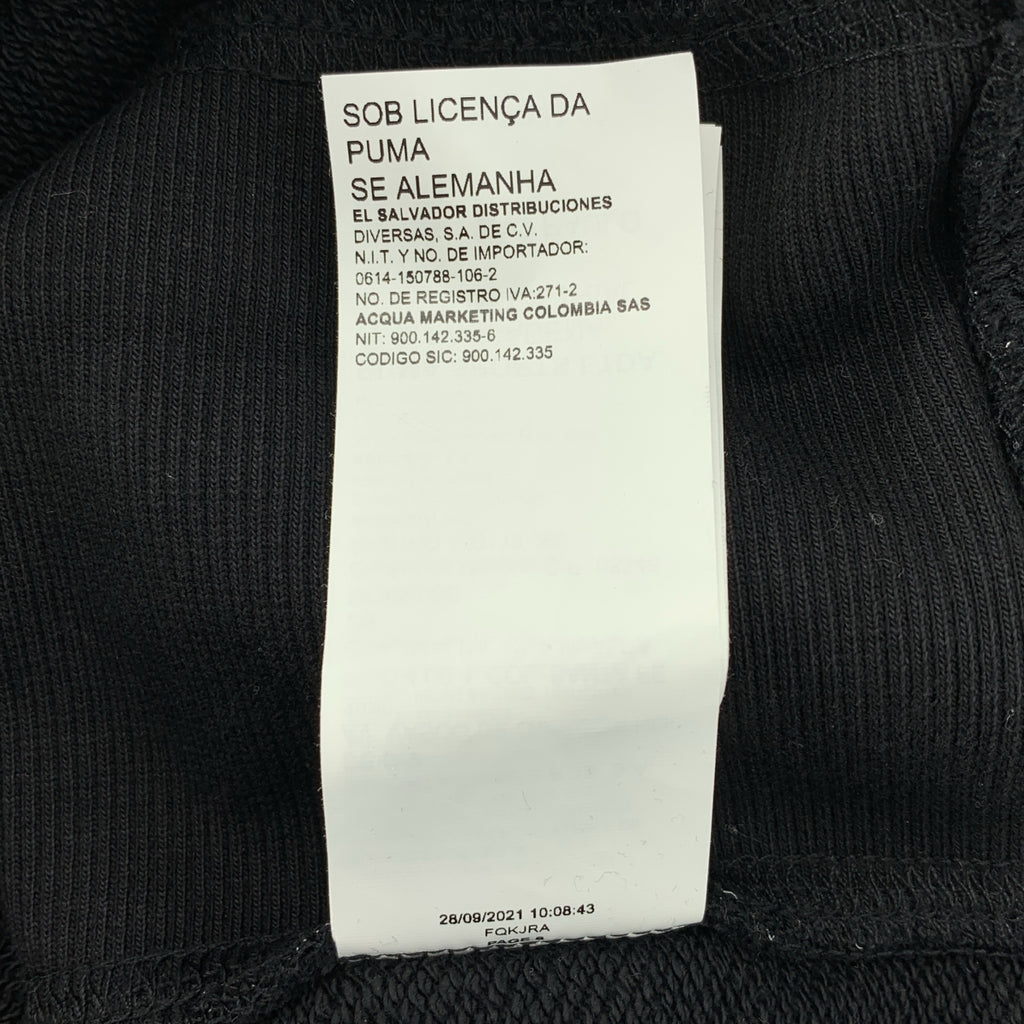 SOB LICENÇA DA
PUMA
SE ALEMANHA
EL SALVADOR DISTRIBUCIONES
DIVERSAS, S.A. DE C.V.
N.I.T. Y NO. DE IMPORTADOR:
0614-150788-106-2
NO. DE REGISTRO IVA:271-2
ACQUA MARKETING COLOMBIA SAS
NIT: 900.142.335-6
CODIGO SIC: 900.142.335
28/09/2021 10:08:43
FQKJRA
PAGE